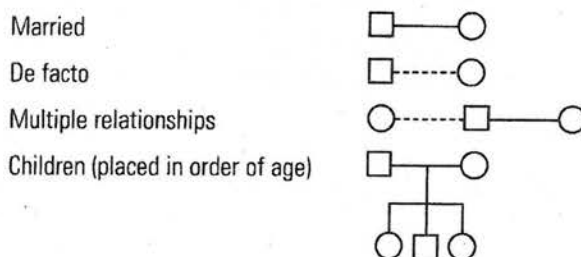 Married
De facto
Multiple relationships
Children (placed in order of age)